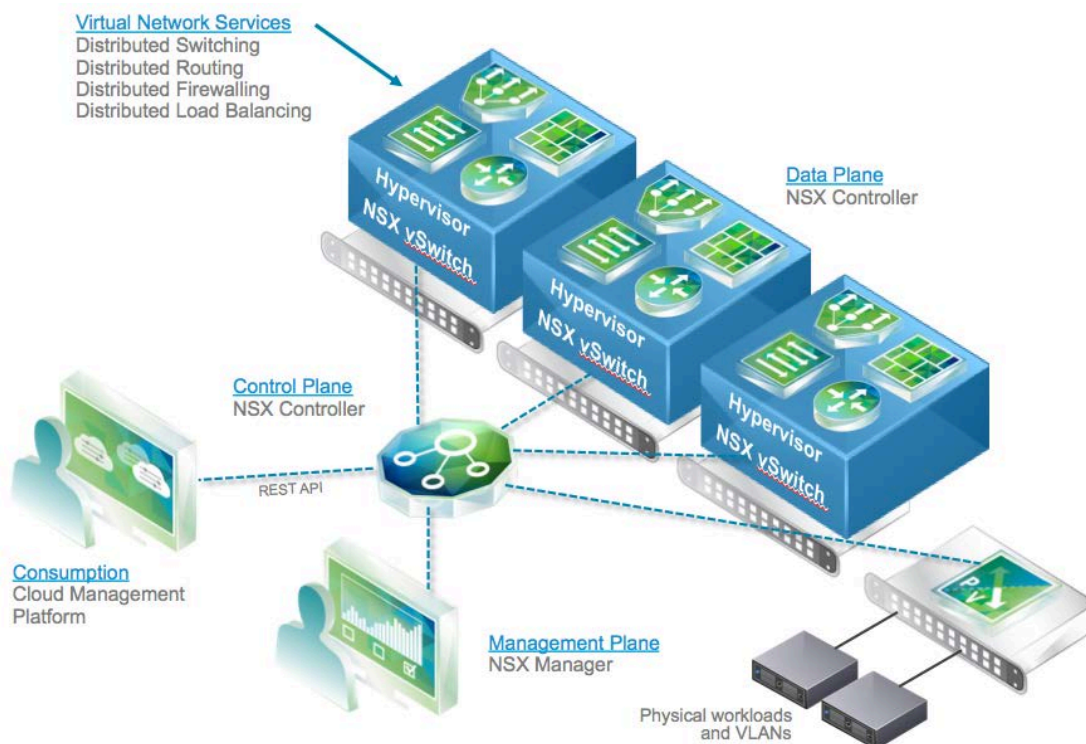 Virtual Network Services
Distributed Switching
Distributed Routing
Distributed Firewalling
Distributed Load Balancing
Hypervisor
NSX vSwitch
Data Plane
NSX Controller
Hypervisor
NSX vSwitch
Hypervisor
NSX vSwitch
Control Plane
NSX Controller
REST API
Consumption
Cloud Management
Platform
Management Plane
NSX Manager
P
V
Physical workloads
and VLANs